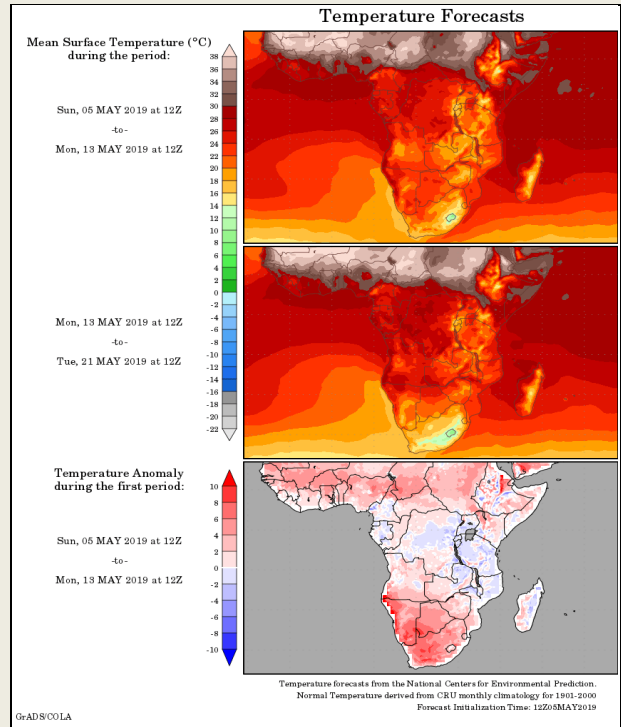 Temperature Forecasts
Mean Surface Temperature (°C)
during the period:
38
36
34
32
30
28
26
24
22
20
18
16
14
12
10
8
6
4
2
0
-2
-4
-6
-8
-10
-12
-14
-16
-18
-20
-22
Sun, 05 MAY 2019 at 12Z
-to-
Mon, 13 MAY 2019 at 12Z
Mon, 13 MAY 2019 at 12Z
-to-
Tue, 21 MAY 2019 at 12Z
Temperature Anomaly
during the first period:
10
8
6
4
2
0
-2
-4
-6
-8
-10
Sun, 05 MAY 2019 at 12Z
-to-
Mon, 13 MAY 2019 at 12Z
Temperature forecasts from the National Centers for Environmental Prediction.
Normal Temperature derived from CRU monthly climatology for 1901-2000
Forecast Initialization Time: 12Z05MAY2019
GrADS/COLA